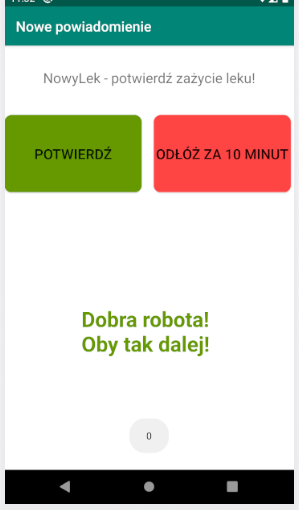 Nowe powiadomienie
NowyLek - potwierdź zażycie leku!
POTWIERDŹ
ODŁÓŻ ZA 10 MINUT
Dobra robota!
Oby tak dalej!
0